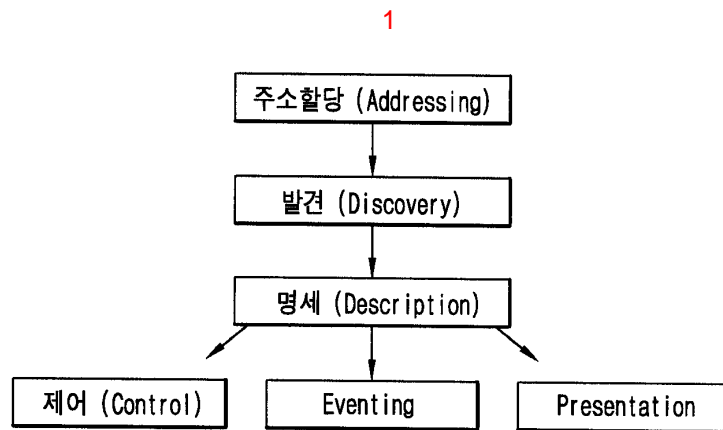 1
주소할당 (Addressing)
발견 (Discovery)
명세 (Description)
제어 (Control)
Eventing
Presentation